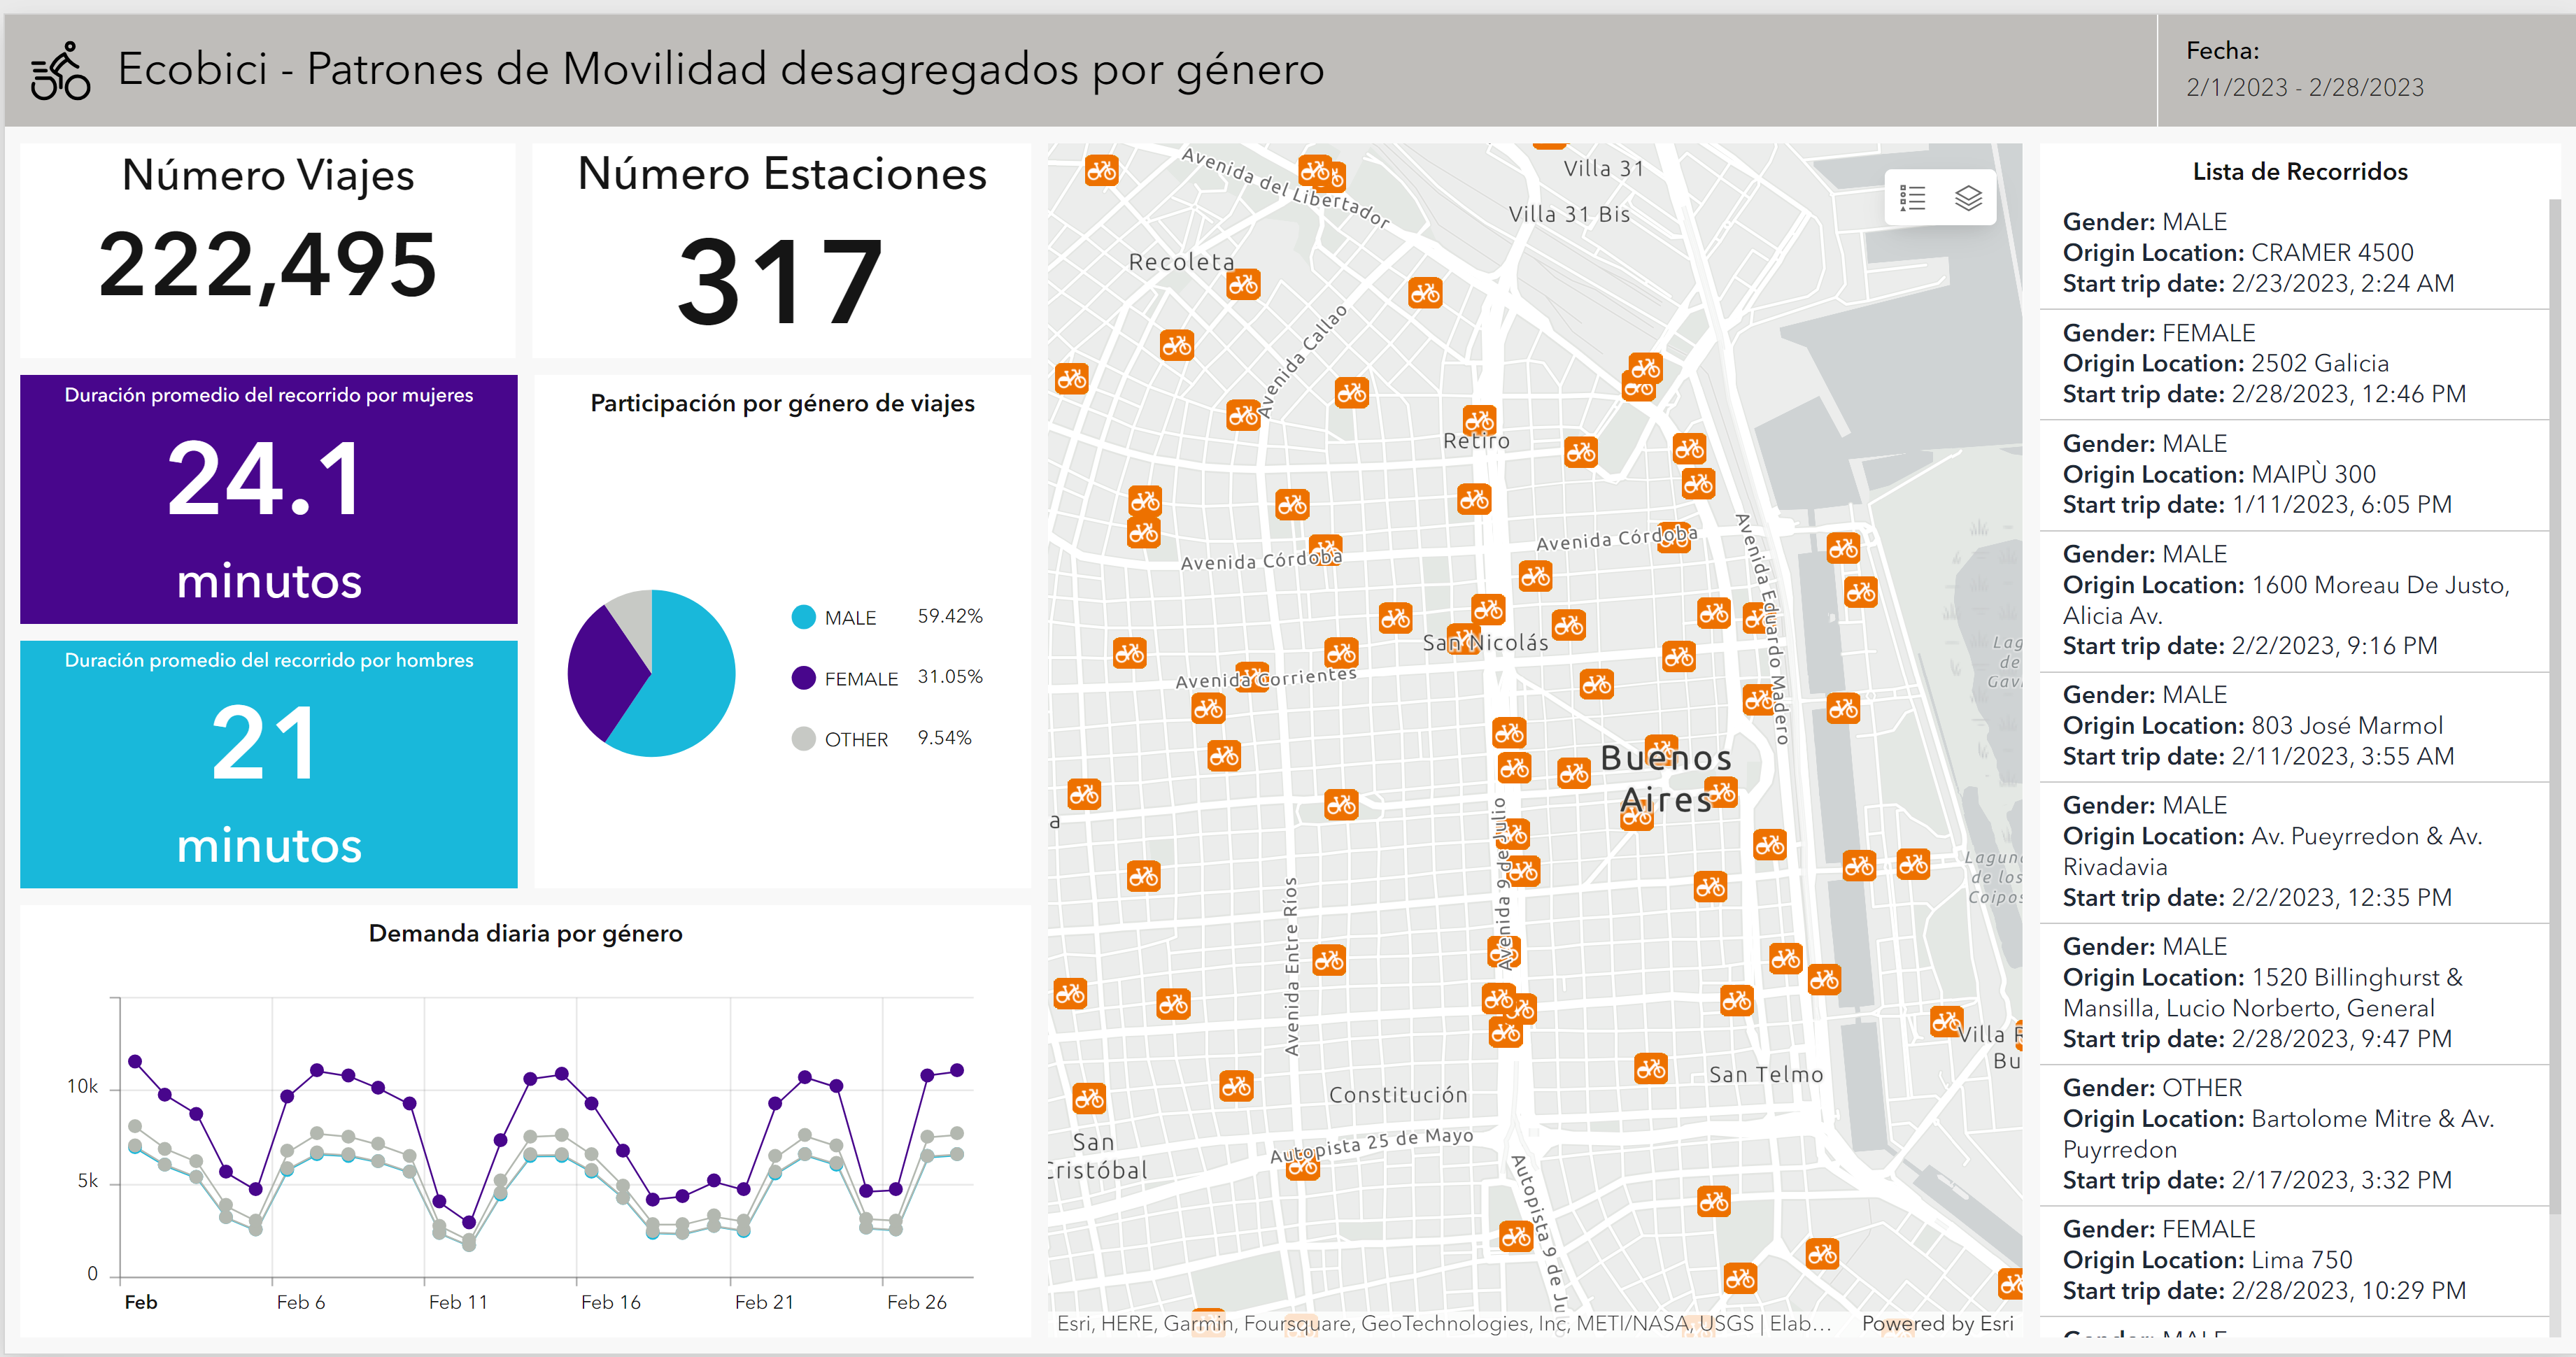 Ecobici - Patrones de Movilidad desagregados por género
Fecha:
2/1/2023 - 2/28/2023
Número Viajes
222,495
Número Estaciones
317
Duración promedio del recorrido por mujeres
24.1
minutos
Duración promedio del recorrido por hombres
21
minutos
Participación por género de viajes
MALE 59.42%
FEMALE 31.05%
OTHER 9.54%
Demanda diaria por género
10k
5k
0
Feb
Feb 6
Feb 11
Feb 16
Feb 21
Feb 26
Avenida del Libertador
Villa 31
Villa 31 Bis
Recoleta
Avenida Callao
Retiro
Avenida Córdoba
Avenida Córdoba
Avenida Eduardo Madero
San Nicolás
Avenida Corrientes
Buenos
Aires
a
Lag
de
Gavi
Avenida 9 de Julio
Laguna
de los
Coipos
Avenida Entre Ríos
Villa R
Bu
San Telmo
Constitución
San
Cristóbal
Autopista 25 de Mayo
Autopista 9 de Jul
Esri, HERE, Garmin, Foursquare, GeoTechnologies, Inc, METI/NASA, USGS | Elab...
Powered by Esri
Lista de Recorridos
Gender: MALE
Origin Location: CRAMER 4500
Start trip date: 2/23/2023, 2:24 AM
Gender: FEMALE
Origin Location: 2502 Galicia
Start trip date: 2/28/2023, 12:46 PM
Gender: MALE
Origin Location: MAIPÙ 300
Start trip date: 1/11/2023, 6:05 PM
Gender: MALE
Origin Location: 1600 Moreau De Justo,
Alicia Av.
Start trip date: 2/2/2023, 9:16 PM
Gender: MALE
Origin Location: 803 José Marmol
Start trip date: 2/11/2023, 3:55 AM
Gender: MALE
Origin Location: Av. Pueyrredon & Av.
Rivadavia
Start trip date: 2/2/2023, 12:35 PM
Gender: MALE
Origin Location: 1520 Billinghurst &
Mansilla, Lucio Norberto, General
Start trip date: 2/28/2023, 9:47 PM
Gender: OTHER
Origin Location: Bartolome Mitre & Av.
Puyrredon
Start trip date: 2/17/2023, 3:32 PM
Gender: FEMALE
Origin Location: Lima 750
Start trip date: 2/28/2023, 10:29 PM
Gender: MALE